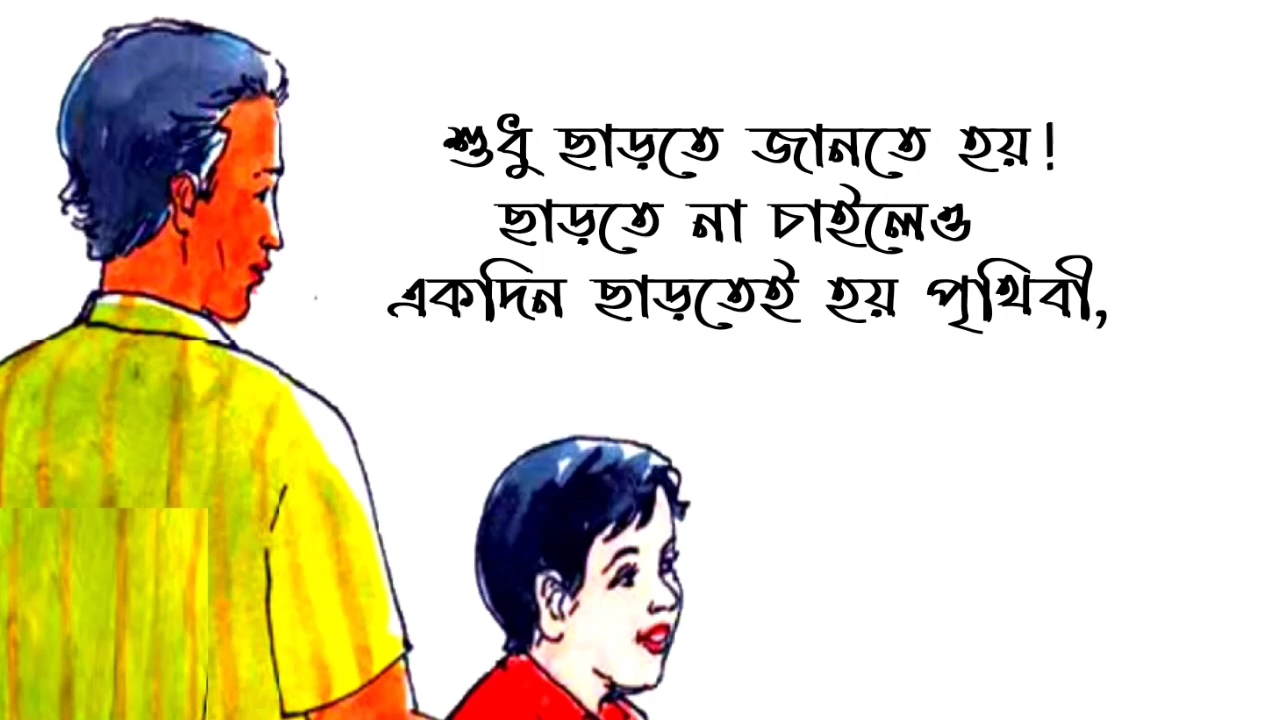 শুধু ছাড়তে জানতে হয়!
ছাড়তে না চাইলেও
একদিন ছাড়তেই হয় পৃথিবী,